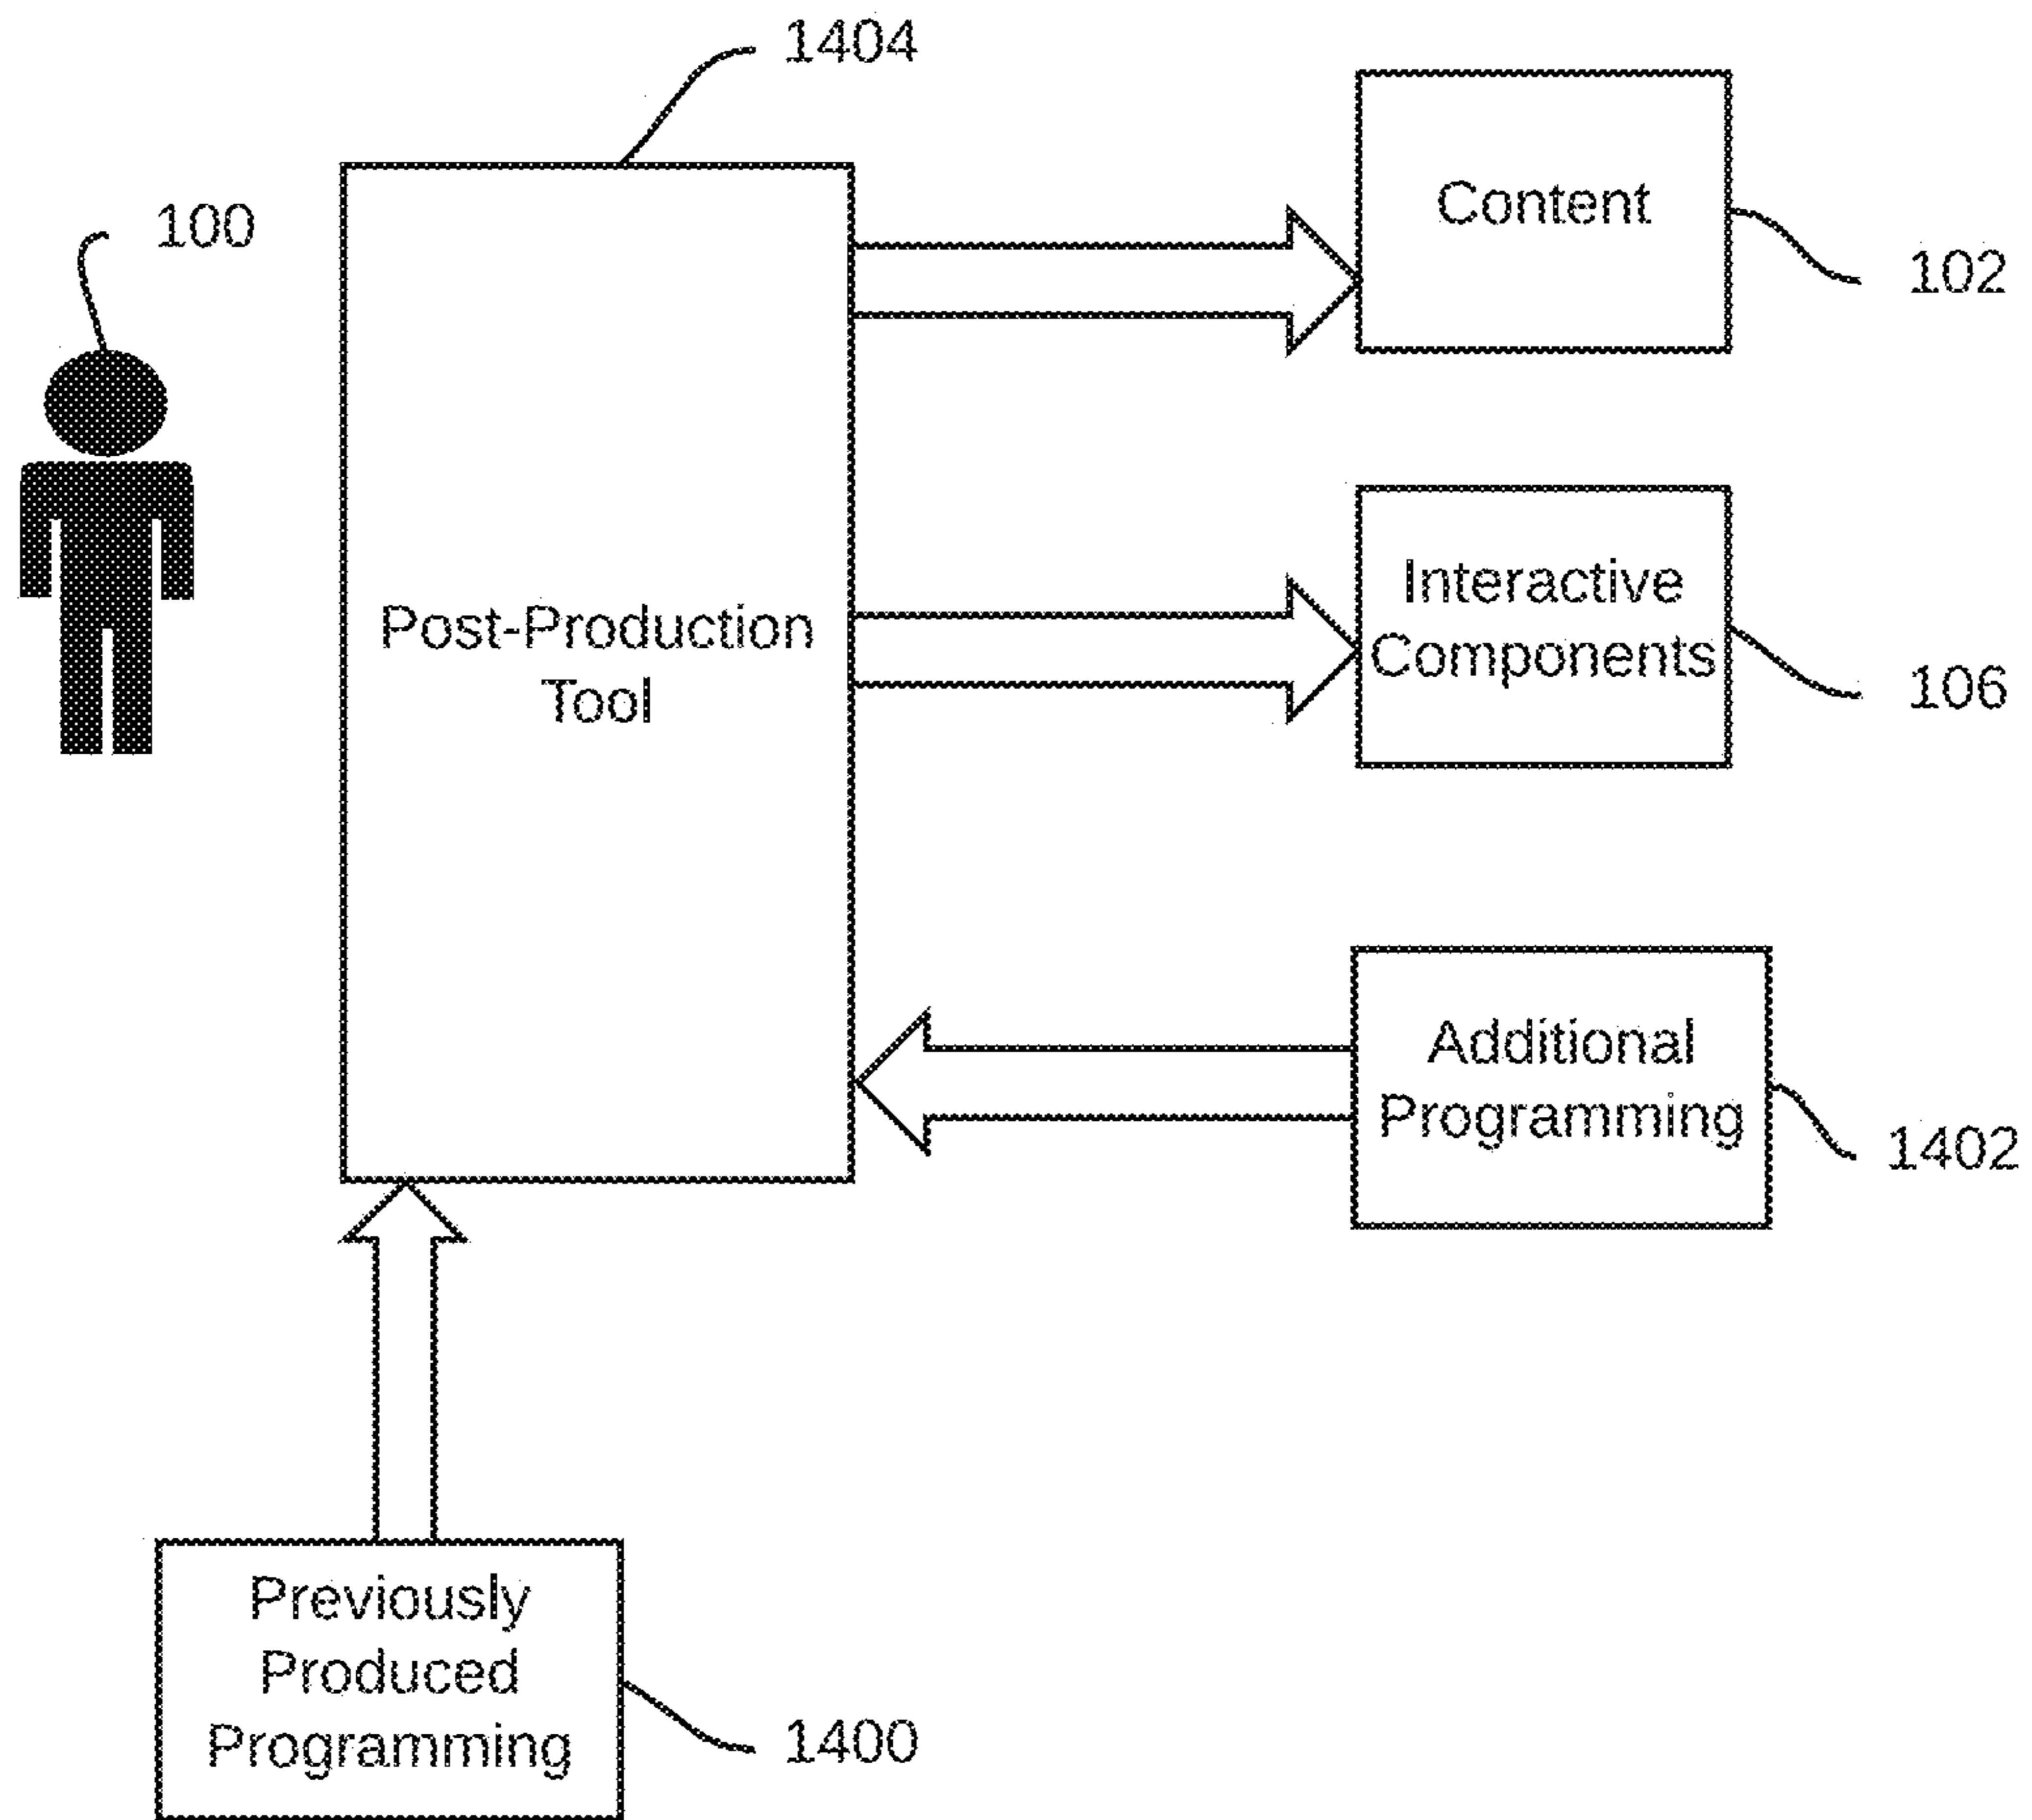 1404
Content
100
102
Interactive
Components
106
Post-Production
Tool
Additional
Programming
1402
Previously
Produced
Programming
1400